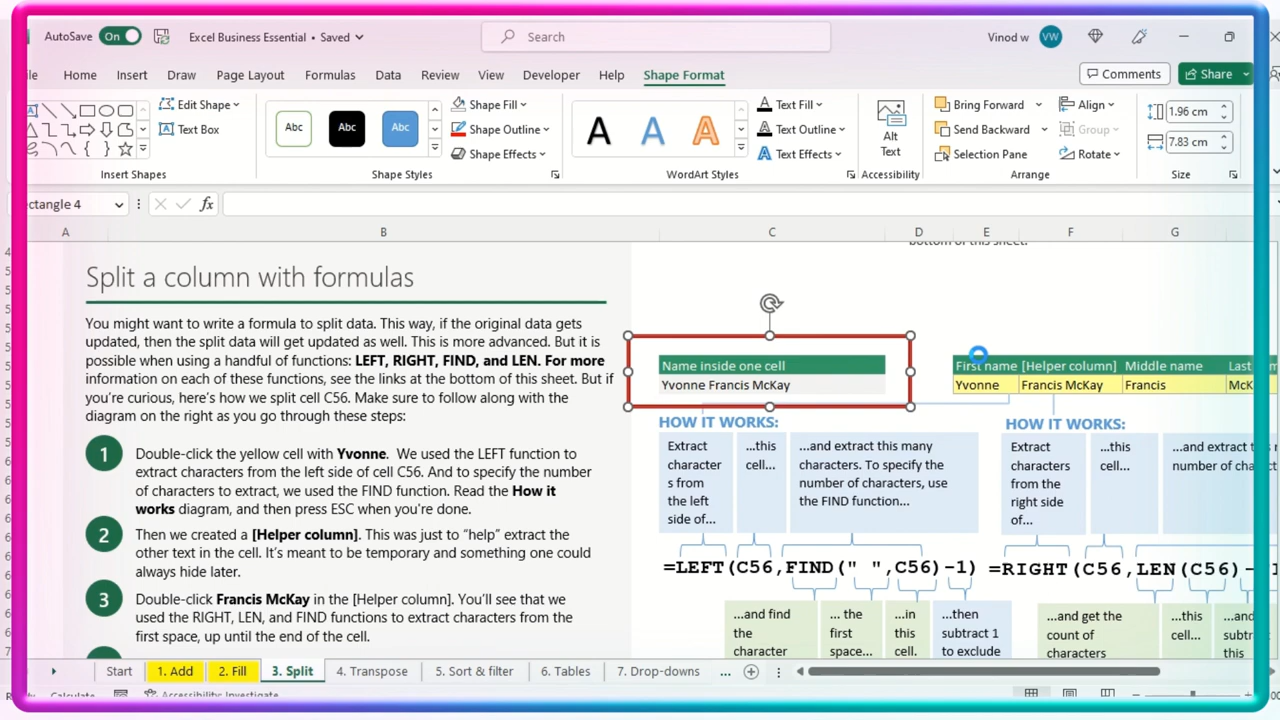 AutoSave On Excel Business Essential • Saved Search Vinod w VW
Home Insert Draw Page Layout Formulas Data Review View Developer Help Shape Format Comments Share
Edit Shape
Text Box
Insert Shapes
Abc Abc Abc
Shape Fill
Shape Outline
Shape Effects
Shape Styles
A A A
Text Fill
Text Outline
Text Effects
WordArt Styles
Alt
Text
Accessibility
Bring Forward
Send Backward
Selection Pane
Align
Group
Rotate
Arrange
1.96 cm
7.83 cm
Size
ectangle 4 fx
A B C D E F G
bottom of this sheet.
Split a column with formulas
You might want to write a formula to split data. This way, if the original data gets
updated, then the split data will get updated as well. This is more advanced. But it is
possible when using a handful of functions: LEFT, RIGHT, FIND, and LEN. For more
information on each of these functions, see the links at the bottom of this sheet. But if
you're curious, here's how we split cell C56. Make sure to follow along with the
diagram on the right as you go through these steps:
1
Double-click the yellow cell with Yvonne. We used the LEFT function to
extract characters from the left side of cell C56. And to specify the number
of characters to extract, we used the FIND function. Read the How it
works diagram, and then press ESC when you're done.
2
Then we created a [Helper column]. This was just to "help" extract the
other text in the cell. It's meant to be temporary and something one could
always hide later.
3
Double-click Francis McKay in the [Helper column]. You'll see that we
used the RIGHT, LEN, and FIND functions to extract characters from the
first space, up until the end of the cell.
Name inside one cell
Yvonne Francis McKay
First name [Helper column] Middle name
Yvonne Francis McKay Francis
HOW IT WORKS:
Extract
character
s from
the left
side of...
...this
cell...
...and extract this many
characters. To specify the
number of characters, use
the FIND function...
=LEFT(C56,FIND(" ",C56)-1)
...and find
the
character
... the
first
space...
...in
this
cell.
...then
subtract 1
to exclude
HOW IT WORKS:
Extract
characters
from the
right side
of...
...this
cell...
...and extract
number of
=RIGHT(C56,LEN(C56)-
...and get the
count of
characters
...this
cell...
Start 1. Add 2. Fill 3. Split 4. Transpose 5. Sort & filter 6. Tables 7. Drop-downs ...
Calculate Accessibility: Investigate